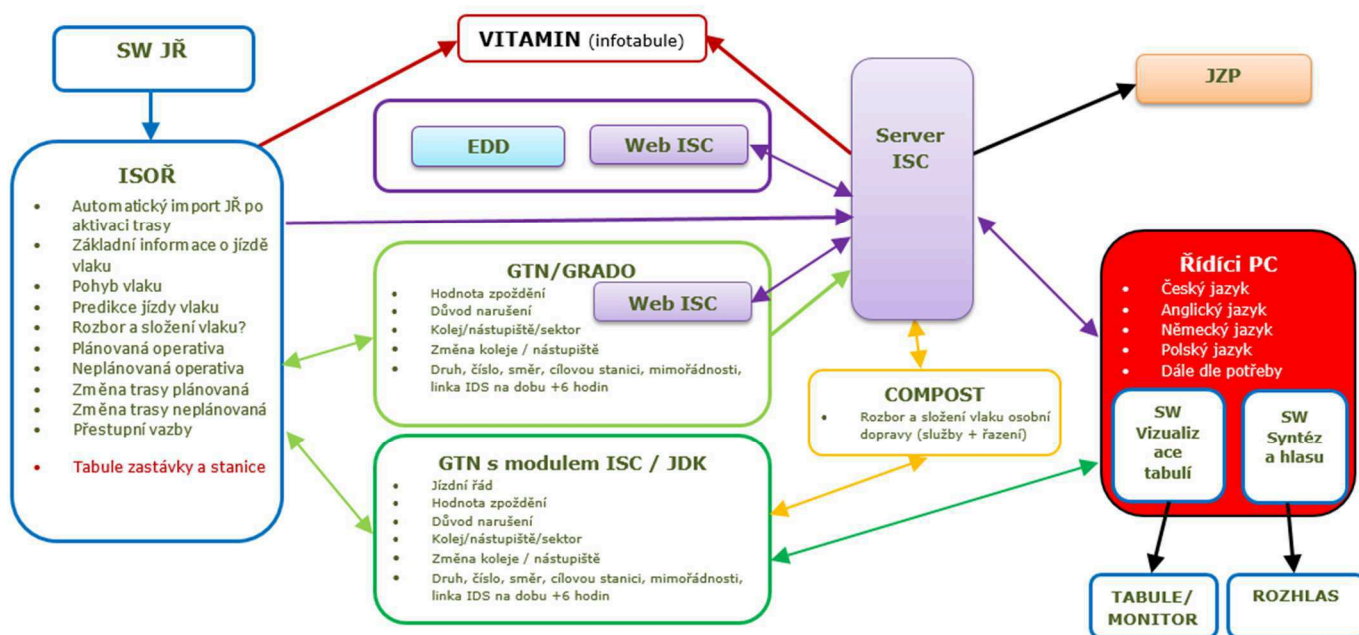 SW JŘ
VITAMIN (infotabule)
JZP
EDD
Web ISC
Server
ISC
ISOŘ
• Automatický import JŘ po
aktivaci trasy
• Základní informace o jízdě
vlaku
• Pohyb vlaku
• Predikce jízdy vlaku
• Rozbor a složení vlaku?
• Plánovaná operativa
• Neplánovaná operativa
• Změna trasy plánovaná
• Změna trasy neplánovaná
• Přestupní vazby
• Tabule zastávky a stanice
GTN/GRADO
• Hodnota zpoždění
• Důvod narušení
• Kolej/nástupiště/sektor
• Změna koleje / nástupiště
• Druh, číslo, směr, cílovou stanici, mimořádnosti,
linka IDS na dobu +6 hodin
Web ISC
GTN s modulem ISC / JDK
• Jízdní řád
• Hodnota zpoždění
• Důvod narušení
• Kolej/nástupiště/sektor
• Změna koleje / nástupiště
• Druh, číslo, směr, cílovou stanici, mimořádnosti,
linka IDS na dobu +6 hodin
COMPOST
• Rozbor a složení vlaku osobní
dopravy (služby + řazení)
Řídíci PC
• Český jazyk
• Anglický jazyk
• Německý jazyk
• Polský jazyk
• Dále dle potřeby
SW
Vizualiz
ace
tabulí
SW
Syntéz
a hlasu
TABULE/
MONITOR
ROZHLAS